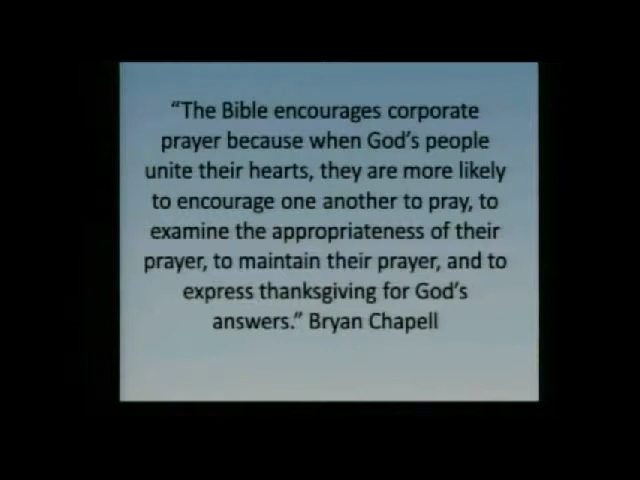 “The Bible encourages corporate
prayer because when God’s people
unite their hearts, they are more likely
to encourage one another to pray, to
examine the appropriateness of their
prayer, to maintain their prayer, and to
express thanksgiving for God’s
answers.” Bryan Chapell